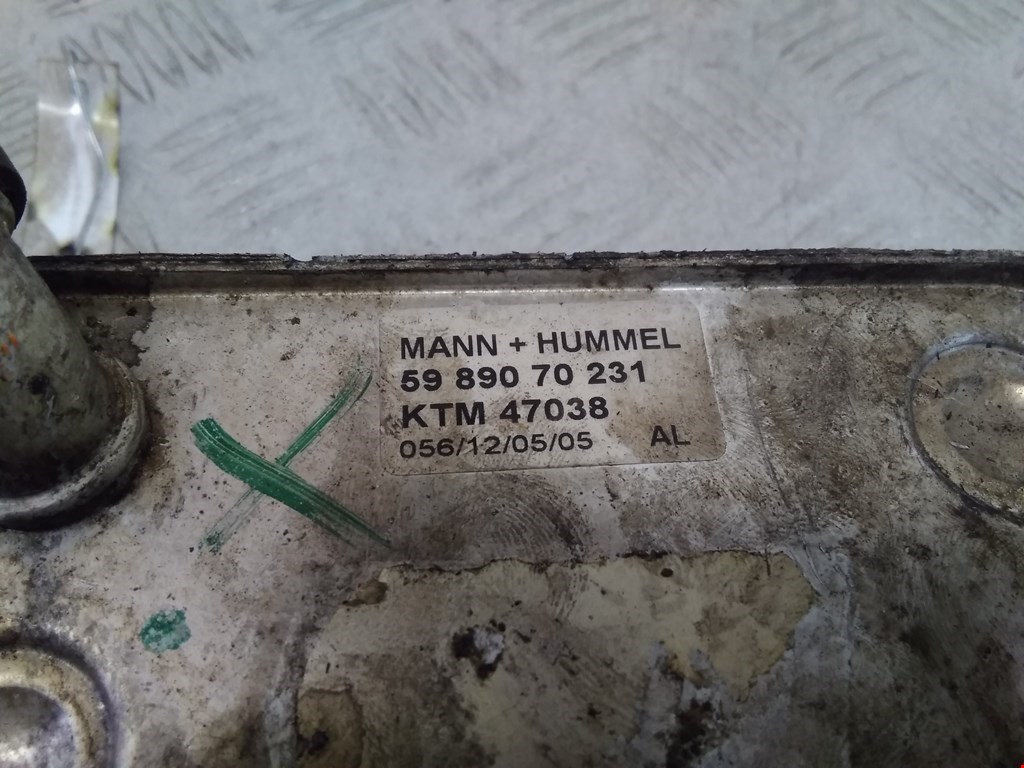 MANN + HUMMEL
59 890 70 231
KTM 47038
056/12/05/05 AL